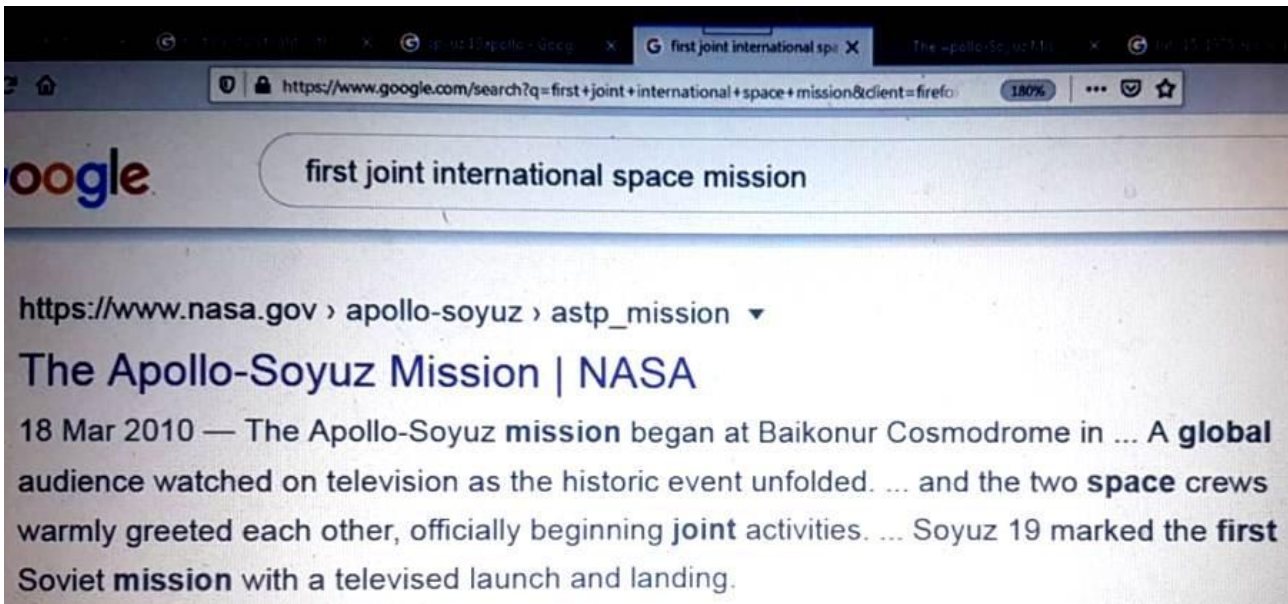 first joint international spa
https://www.google.com/search?q=first+joint+international+space+mission&client=firefo
180%
oogle
first joint international space mission
https://www.nasa.gov › apollo-soyuz › astp_mission
The Apollo-Soyuz Mission | NASA
18 Mar 2010 — The Apollo-Soyuz mission began at Baikonur Cosmodrome in ... A global
audience watched on television as the historic event unfolded. ... and the two space crews
warmly greeted each other, officially beginning joint activities. ... Soyuz 19 marked the first
Soviet mission with a televised launch and landing.